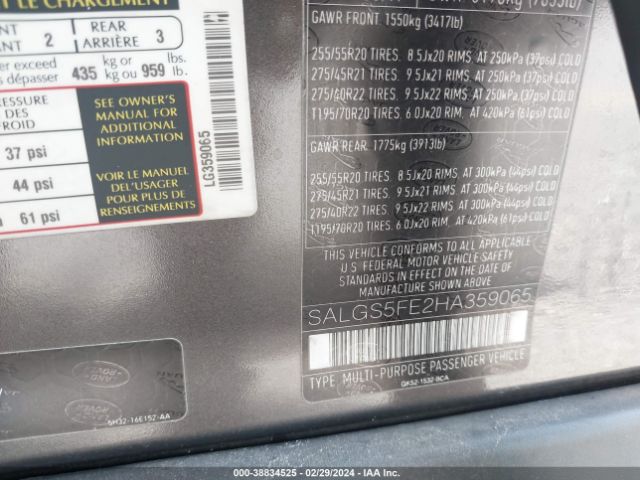 ET LE CHARGEMENT
2
REAR
ARRIÈRE 3
ver exceed
dépasser 435 kg or
kg ou 959 lbs.
lb.
PRESSURE
DES
FROID
37 psi
44 psi
61 psi
SEE OWNER'S
MANUAL FOR
ADDITIONAL
INFORMATION
VOIR LE MANUEL
DE L'USAGER
POUR PLUS DE
RENSEIGNEMENTS
LG359065
GAWR FRONT. 1550kg (3417lb)
255/55R20 TIRES. 8.5Jx20 RIMS. AT 250kPa (37psi) COLD
275/45R21 TIRES. 9.5Jx21 RIMS. AT 250kPa (37psi) COLD
275/40R22 TIRES. 9.5Jx22 RIMS. AT 250kPa (37psi) COLD
T195/70R20 TIRES. 6.0Jx20 RIM. AT 420kPa (61psi) COLD
GAWR REAR. 1775kg (3913lb)
255/55R20 TIRES. 8.5Jx20 RIMS. AT 300kPa (44psi) COLD
275/45R21 TIRES. 9.5Jx21 RIMS. AT 300kPa (44psi) COLD
275/40R22 TIRES. 9.5Jx22 RIMS. AT 300kPa (44psi) COLD
T195/70R20 TIRES. 6.0Jx20 RIM. AT 420kPa (61psi) COLD
THIS VEHICLE CONFORMS TO ALL APPLICABLE
U.S. FEDERAL MOTOR VEHICLE SAFETY
STANDARDS IN EFFECT ON THE DATE OF
MANUFACTURE SHOWN ABOVE.
SALGS5FE2HA359065
TYPE: MULTI-PURPOSE PASSENGER VEHICLE
LAND
ROVER
LAND
ROVER
000-38834525 - 02/29/2024 - IAA Inc.